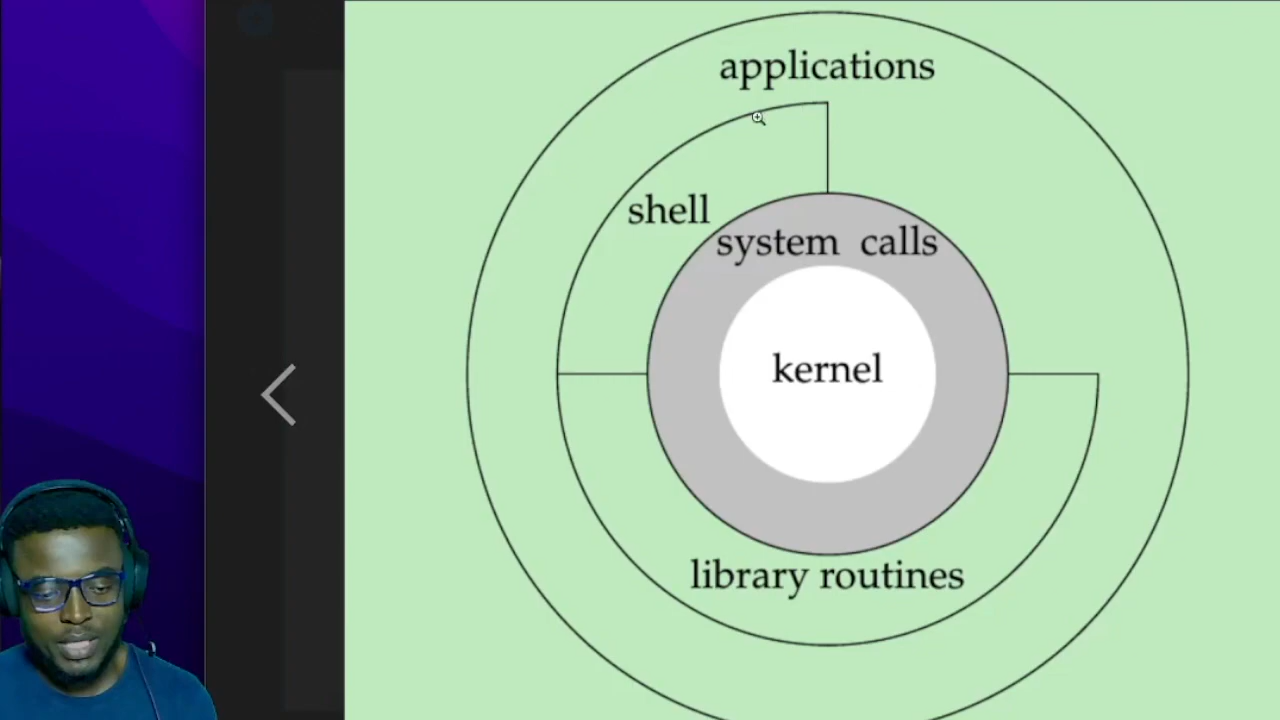 applications
shell
system calls
kernel
library routines